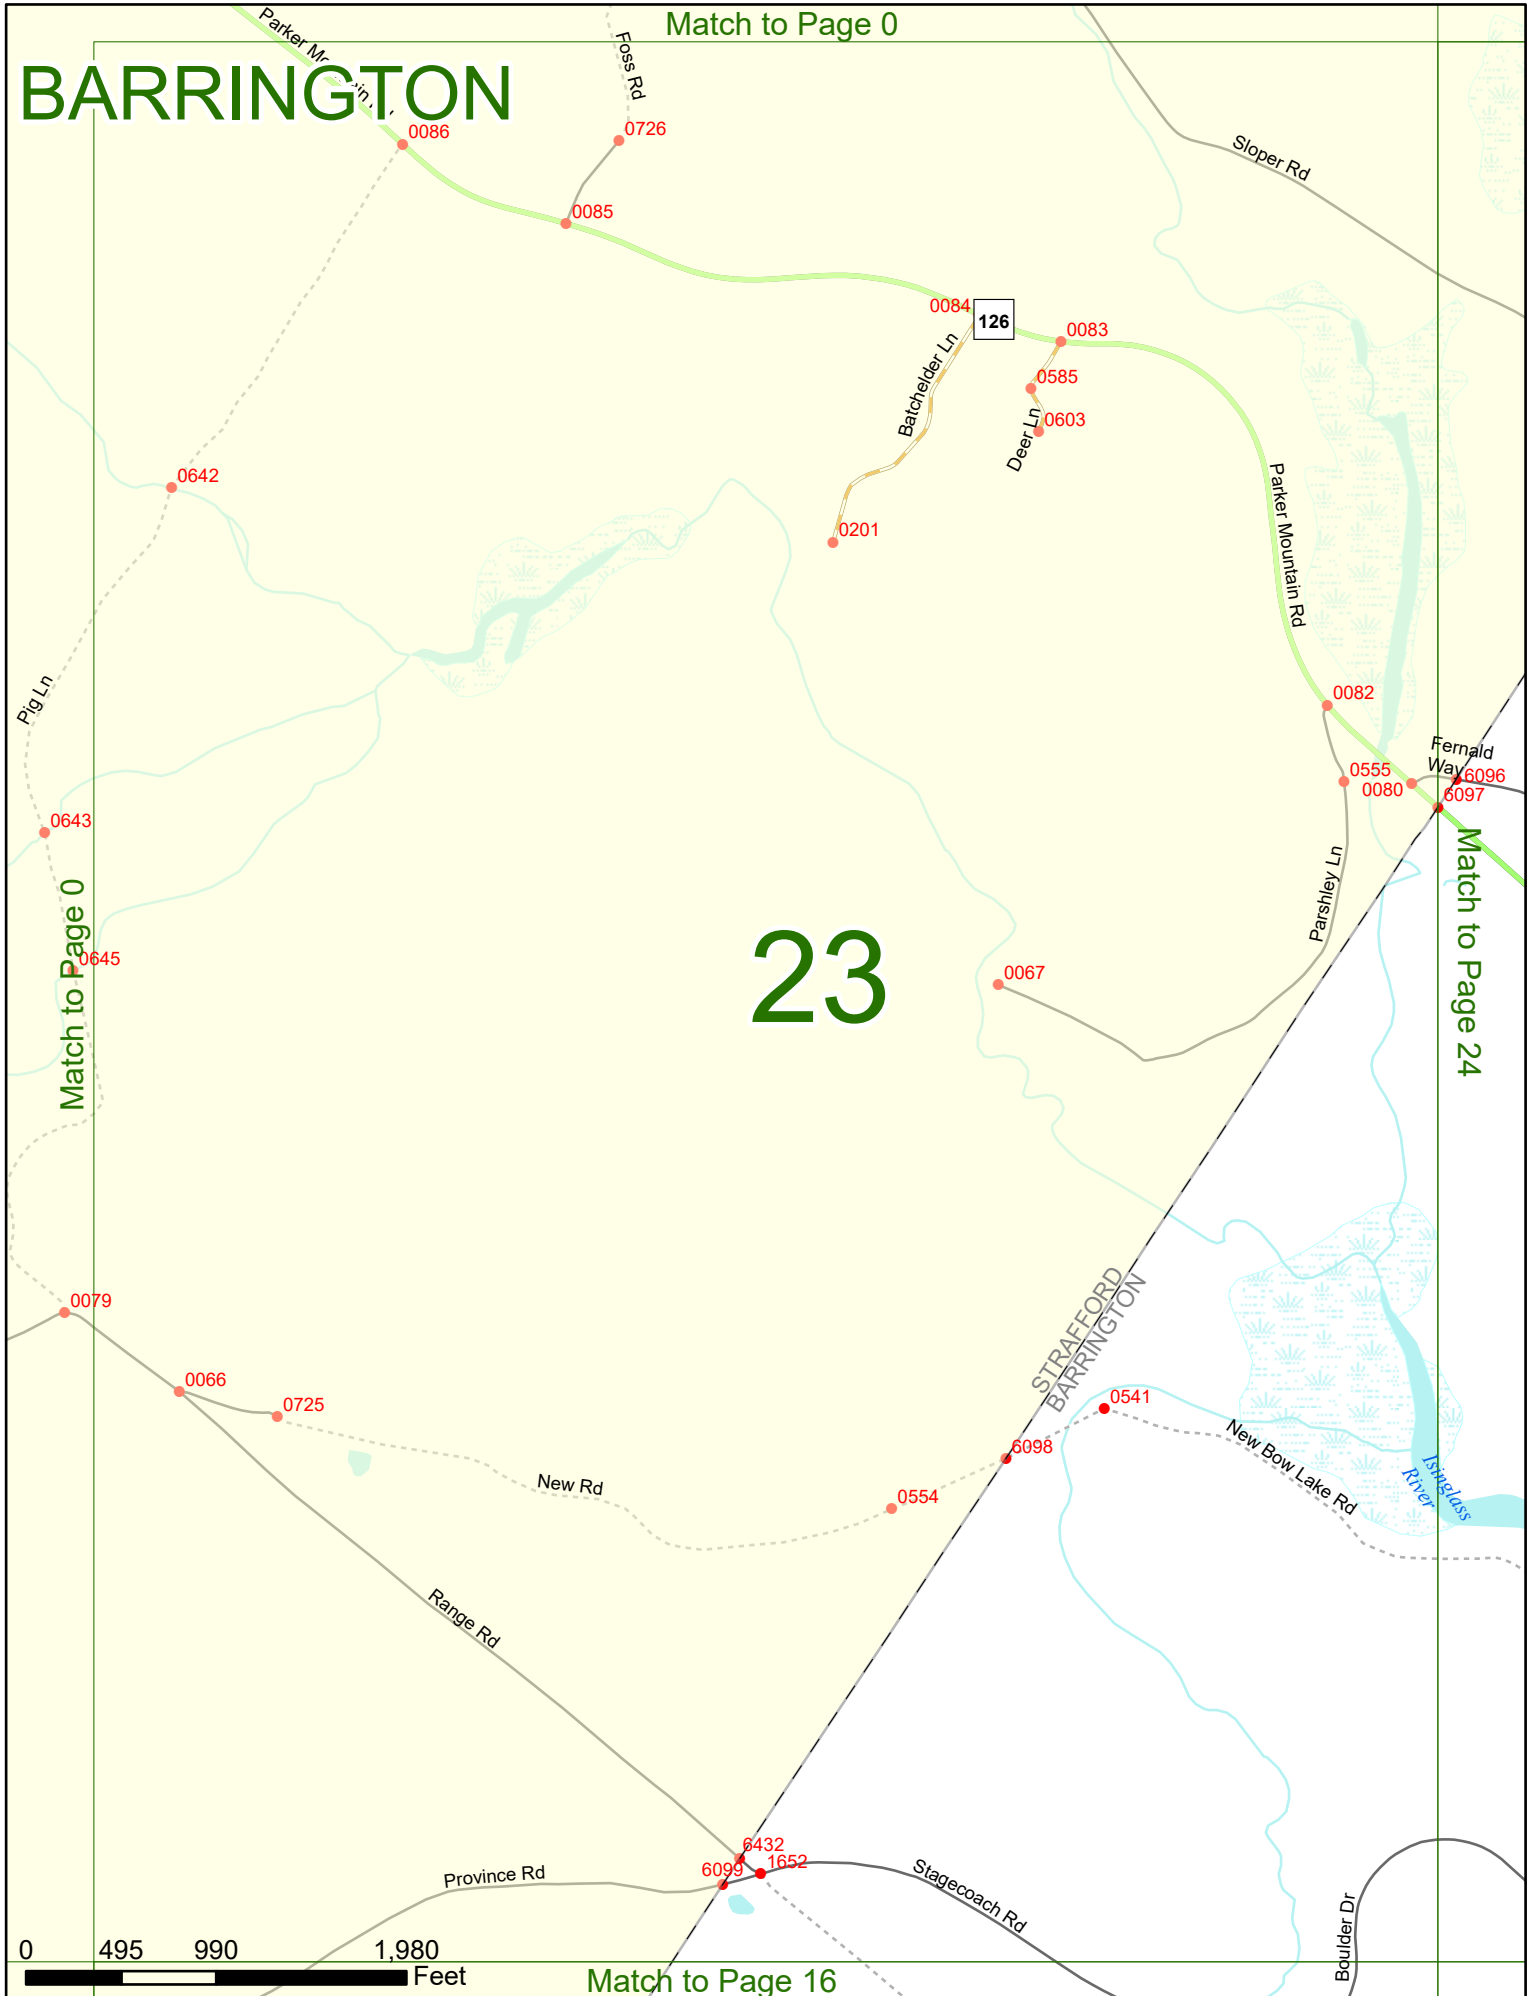 Match to Page 0
BARRINGTON
Parker Mountain Rd
Foss Rd
0086
0726
Sloper Rd
0085
0084
126
0083
Batchelder Ln
0585
0603
Deer Ln
0642
0201
Parker Mountain Rd
Pig Ln
0082
Fernald
Way
0555
0080
6096
6097
0643
Match to Page 0
Match to Page 24
Parshley Ln
0645
23
0067
0079
STRAFFORD
BARRINGTON
0066
0725
0541
New Bow Lake Rd
6098
Isinglass
River
New Rd
0554
Range Rd
6432
1652
6099
Province Rd
Stagecoach Rd
Boulder Dr
0 495 990 1,980
Feet
Match to Page 16